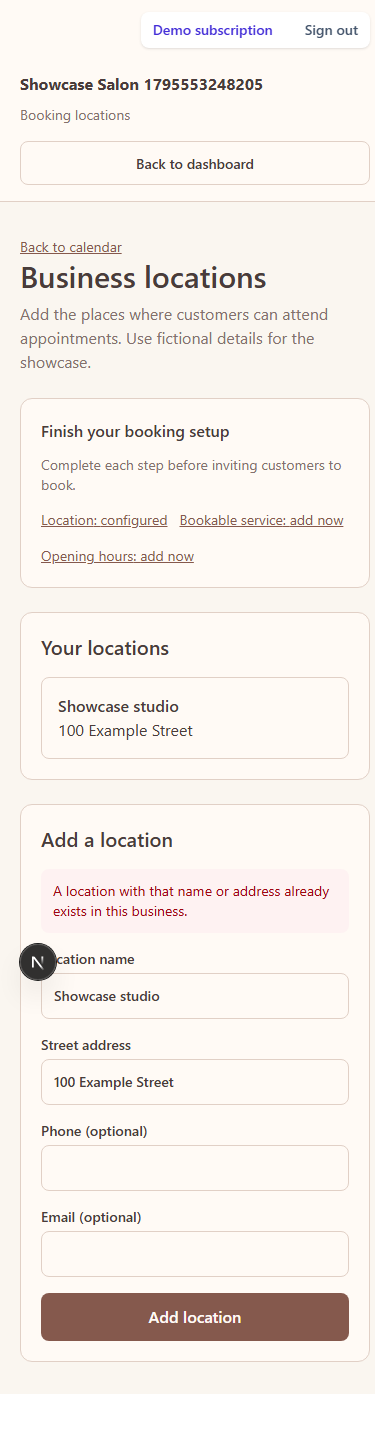 Demo subscription
Sign out
Showcase Salon 1795553248205
Booking locations
Back to dashboard
Back to calendar
Business locations
Add the places where customers can attend
appointments. Use fictional details for the
showcase.
Finish your booking setup
Complete each step before inviting customers to
book.
Location: configured
Bookable service: add now
Opening hours: add now
Your locations
Showcase studio
100 Example Street
Add a location
A location with that name or address already
exists in this business.
N
cation name
Showcase studio
Street address
100 Example Street
Phone (optional)
Email (optional)
Add location